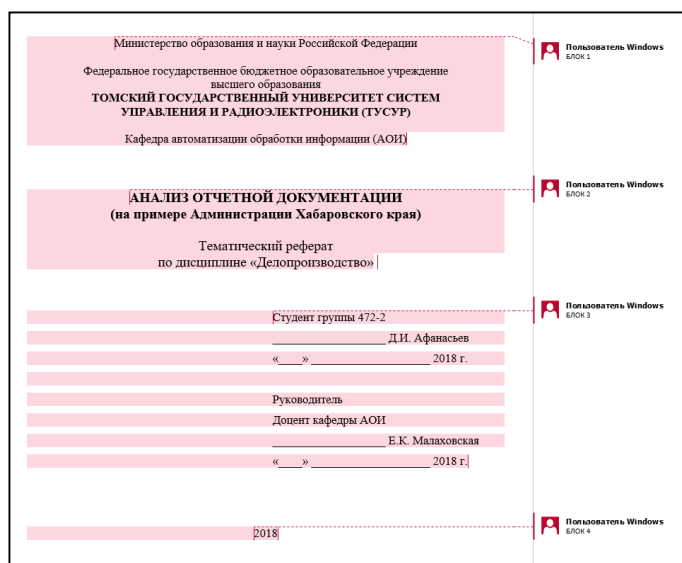 Министерство образования и науки Российской Федерации
Пользователь Windows
БЛОК 1
Федеральное государственное бюджетное образовательное учреждение
высшего образования
ТОМСКИЙ ГОСУДАРСТВЕННЫЙ УНИВЕРСИТЕТ СИСТЕМ
УПРАВЛЕНИЯ И РАДИОЭЛЕКТРОНИКИ (ТУСУР)
Кафедра автоматизации обработки информации (АОИ)
Пользователь Windows
БЛОК 2
АНАЛИЗ ОТЧЕТНОЙ ДОКУМЕНТАЦИИ
(на примере Администрации Хабаровского края)
Тематический реферат
по дисциплине «Делопроизводство»
Пользователь Windows
БЛОК 3
Студент группы 472-2
___________________ Д.И. Афанасьев
«____» ____________________ 2018 г.
Руководитель
Доцент кафедры АОИ
___________________ Е.К. Малаховская
«____» ____________________ 2018 г.
Пользователь Windows
БЛОК 4
2018